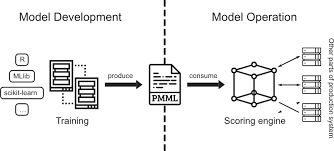 Model Development
Model Operation
R
MLlib
scikit-learn
...
Training
produce
PMML
consume
Scoring engine
Other parts of production system